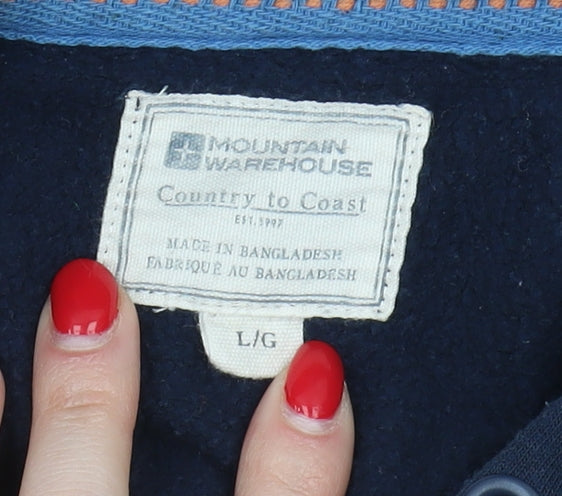 MOUNTAIN
WAREHOUSE
Country to Coast
EST. 1997
MADE IN BANGLADESH
FABRIQUÉ AU BANGLADESH
L/G